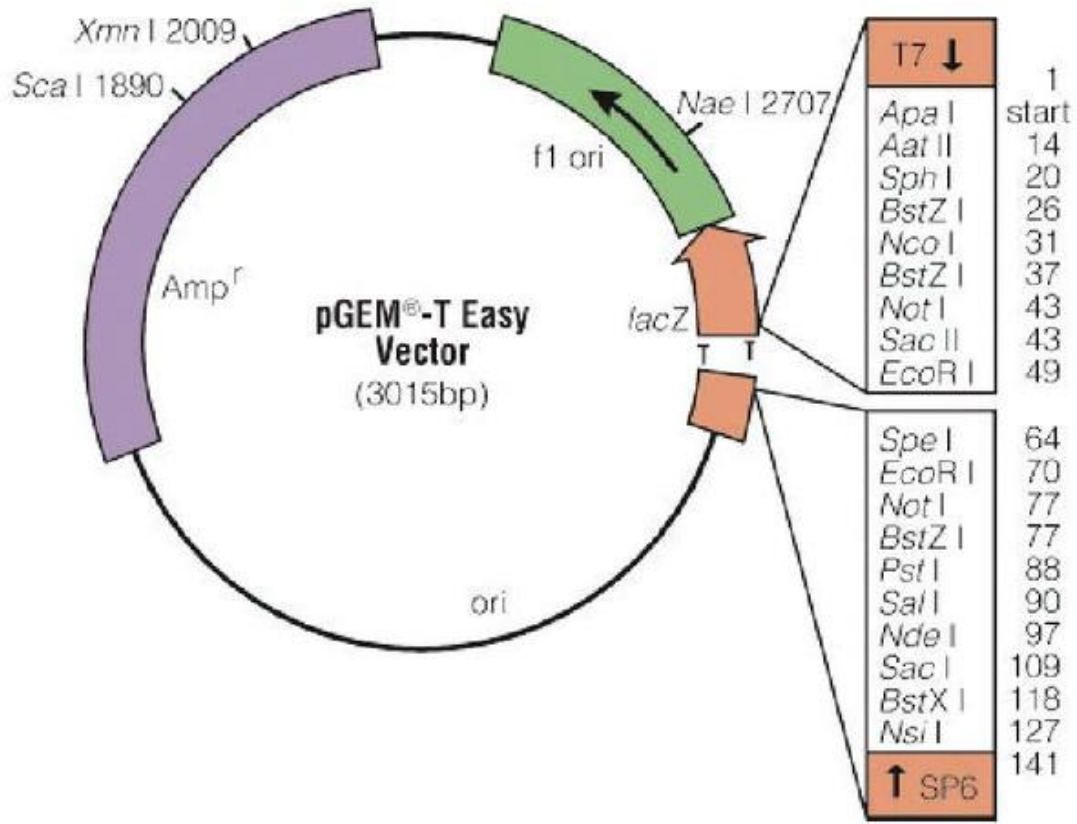 Xmn I 2009
Sca I 1890
Nae I 2707
f1 ori
Ampʳ
pGEM®-T Easy
Vector
(3015bp)
lacZ
T T
ori
T7 ↓
1
start
Apa I
Aat II 14
Sph I 20
BstZ I 26
Nco I 31
BstZ I 37
Not I 43
Sac II 43
EcoR I 49
Spe I 64
EcoR I 70
Not I 77
BstZ I 77
Pst I 88
Sal I 90
Nde I 97
Sac I 109
BstX I 118
Nsi I 127
141
↑ SP6